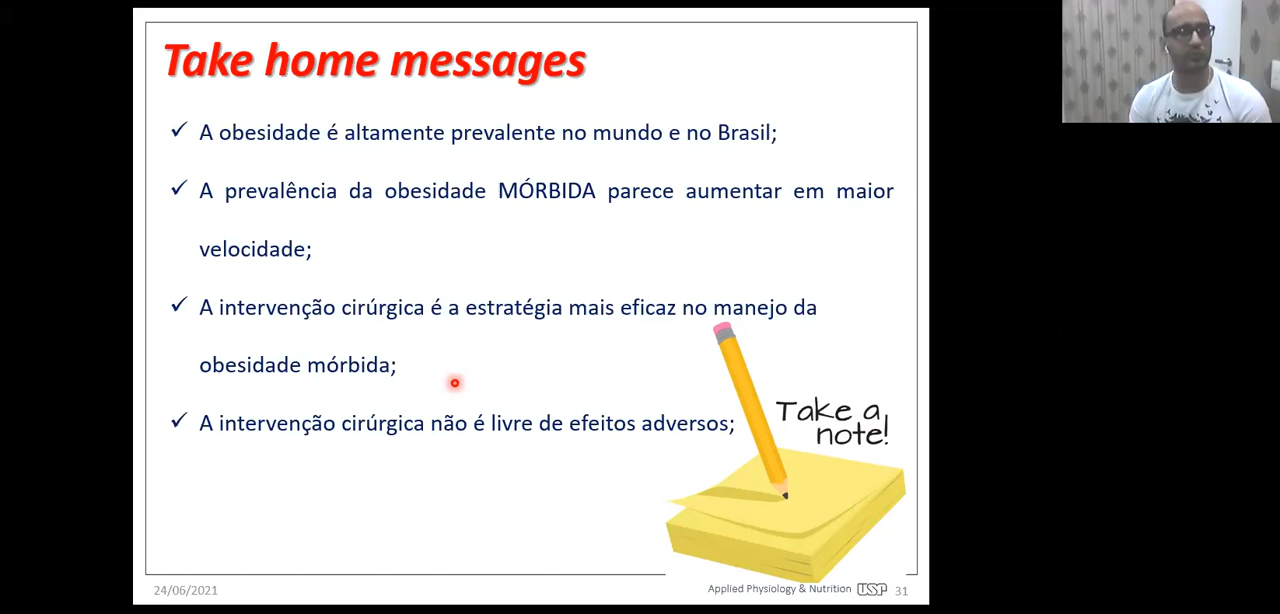 Take home messages
✓ A obesidade é altamente prevalente no mundo e no Brasil;
✓ A prevalência da obesidade MÓRBIDA parece aumentar em maior
velocidade;
✓ A intervenção cirúrgica é a estratégia mais eficaz no manejo da
obesidade mórbida;
✓ A intervenção cirúrgica não é livre de efeitos adversos;
Take a
note!
24/06/2021
Applied Physiology & Nutrition USP 31